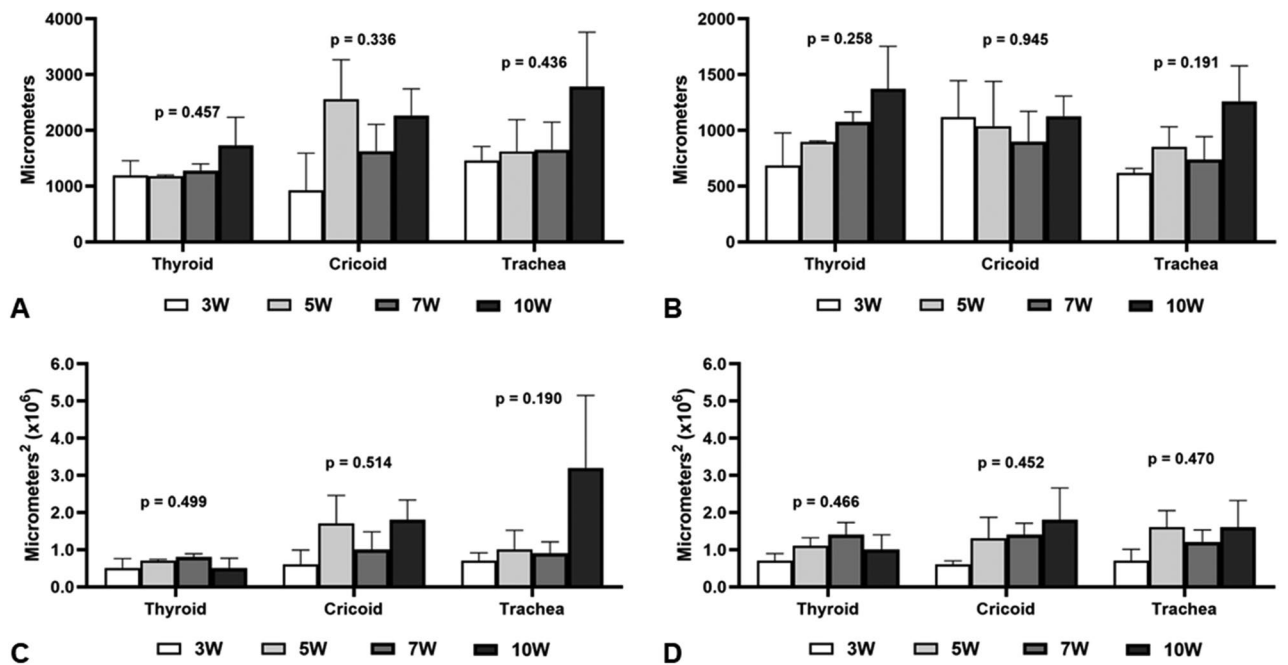 4000
3000
2000
1000
0
Micrometers
p = 0.457
p = 0.336
p = 0.436
Thyroid Cricoid Trachea
3W 5W 7W 10W
A
2000
1500
1000
500
0
Micrometers
p = 0.258
p = 0.945
p = 0.191
Thyroid Cricoid Trachea
3W 5W 7W 10W
B
6.0
5.0
4.0
3.0
2.0
1.0
0.0
Micrometers² (x10⁶)
p = 0.499
p = 0.514
p = 0.190
Thyroid Cricoid Trachea
3W 5W 7W 10W
C
6.0
5.0
4.0
3.0
2.0
1.0
0.0
Micrometers² (x10⁶)
p = 0.466
p = 0.452
p = 0.470
Thyroid Cricoid Trachea
3W 5W 7W 10W
D